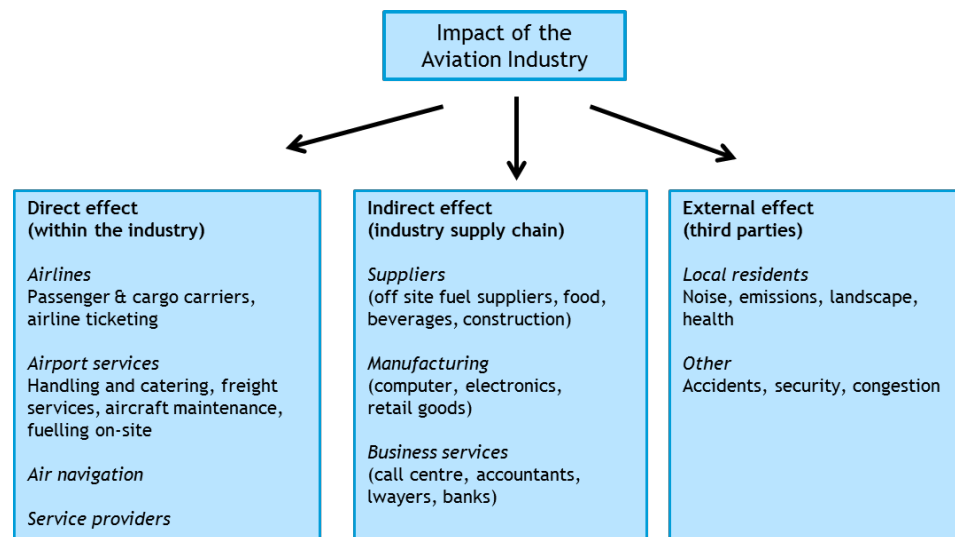 Impact of the
Aviation Industry
Direct effect
(within the industry)
Airlines
Passenger & cargo carriers,
airline ticketing
Airport services
Handling and catering, freight
services, aircraft maintenance,
fuelling on-site
Air navigation
Service providers
Indirect effect
(industry supply chain)
Suppliers
(off site fuel suppliers, food,
beverages, construction)
Manufacturing
(computer, electronics,
retail goods)
Business services
(call centre, accountants,
lwayers, banks)
External effect
(third parties)
Local residents
Noise, emissions, landscape,
health
Other
Accidents, security, congestion